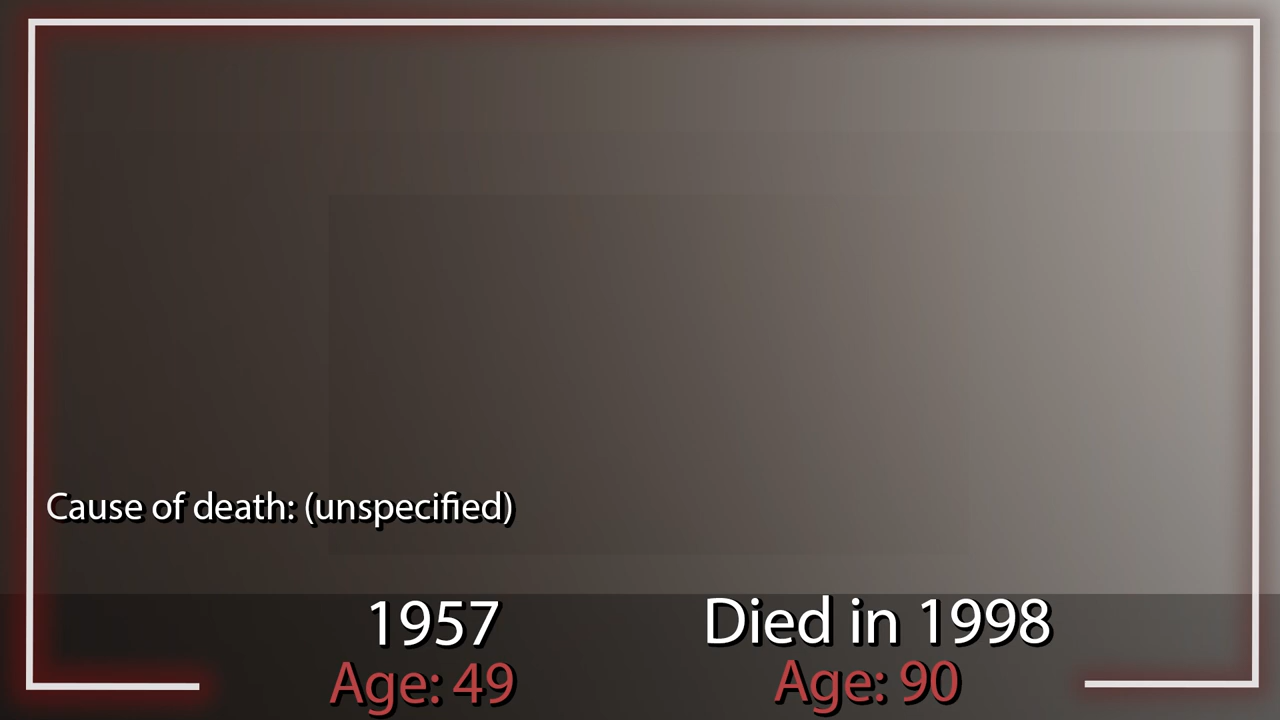 Cause of death: (unspecified)
1957
Age: 49
Died in 1998
Age: 90